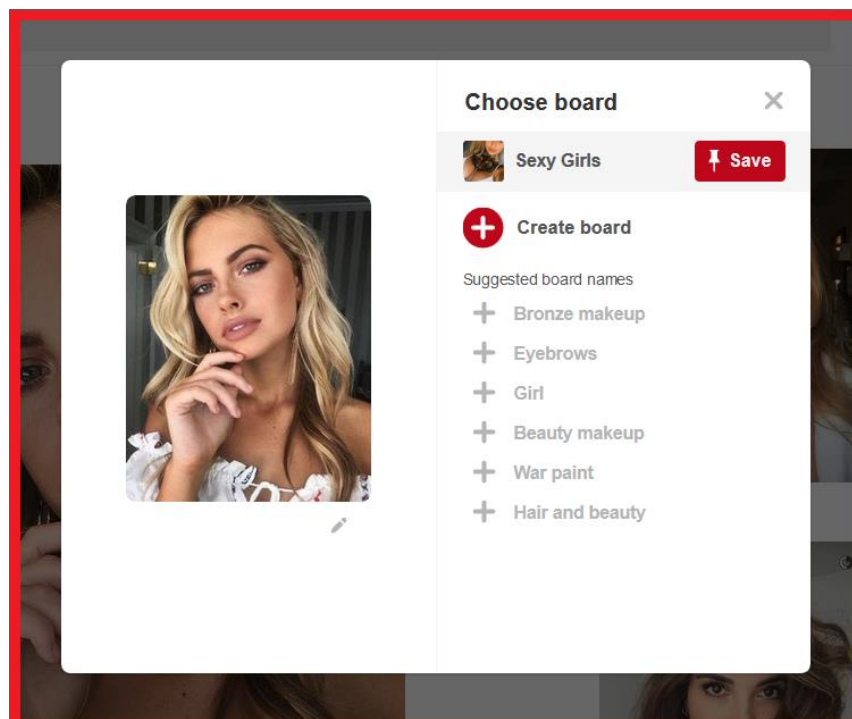 Choose board
Sexy Girls
Save
Create board
Suggested board names
Bronze makeup
Eyebrows
Girl
Beauty makeup
War paint
Hair and beauty